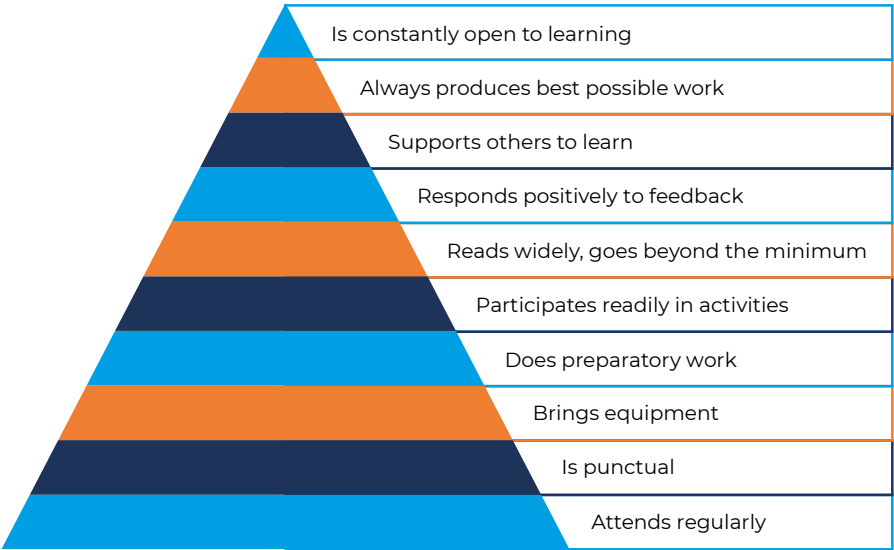 Is constantly open to learning
Always produces best possible work
Supports others to learn
Responds positively to feedback
Reads widely, goes beyond the minimum
Participates readily in activities
Does preparatory work
Brings equipment
Is punctual
Attends regularly